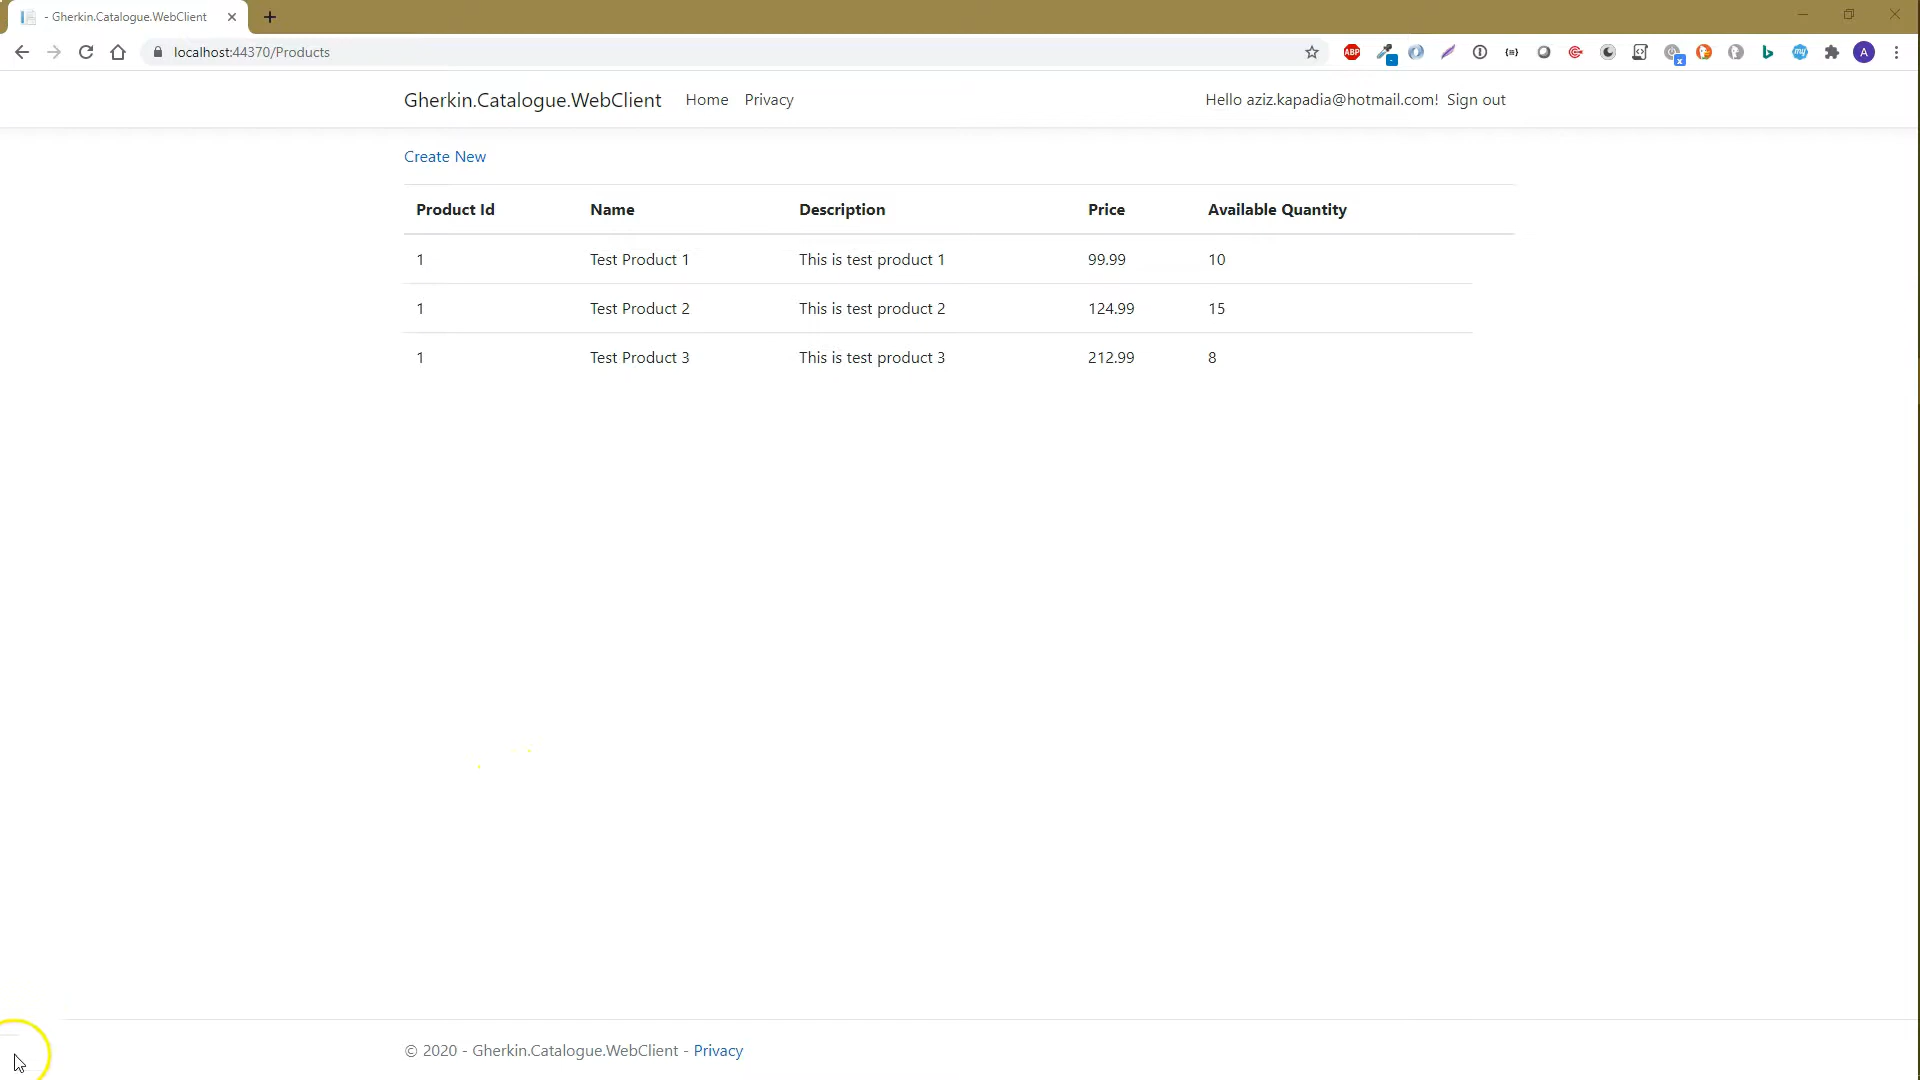 - Gherkin.Catalogue.WebClient
localhost:44370/Products
Gherkin.Catalogue.WebClient Home Privacy Hello aziz.kapadia@hotmail.com! Sign out
Create New
Product Id Name Description Price Available Quantity
1 Test Product 1 This is test product 1 99.99 10
1 Test Product 2 This is test product 2 124.99 15
1 Test Product 3 This is test product 3 212.99 8
© 2020 - Gherkin.Catalogue.WebClient - Privacy